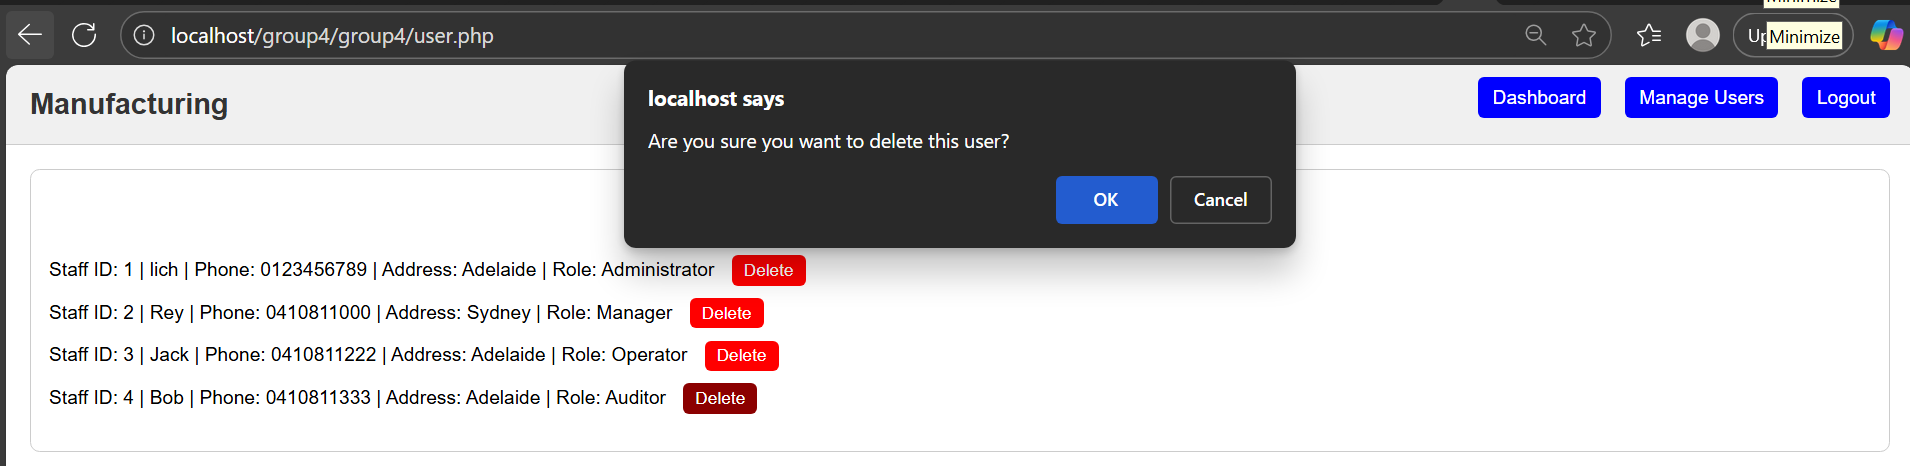 Minimize
localhost/group4/group4/user.php
Up
Minimize
Manufacturing
Dashboard
Manage Users
Logout
localhost says
Are you sure you want to delete this user?
OK
Cancel
Staff ID: 1 | lich | Phone: 0123456789 | Address: Adelaide | Role: Administrator Delete
Staff ID: 2 | Rey | Phone: 0410811000 | Address: Sydney | Role: Manager Delete
Staff ID: 3 | Jack | Phone: 0410811222 | Address: Adelaide | Role: Operator Delete
Staff ID: 4 | Bob | Phone: 0410811333 | Address: Adelaide | Role: Auditor Delete